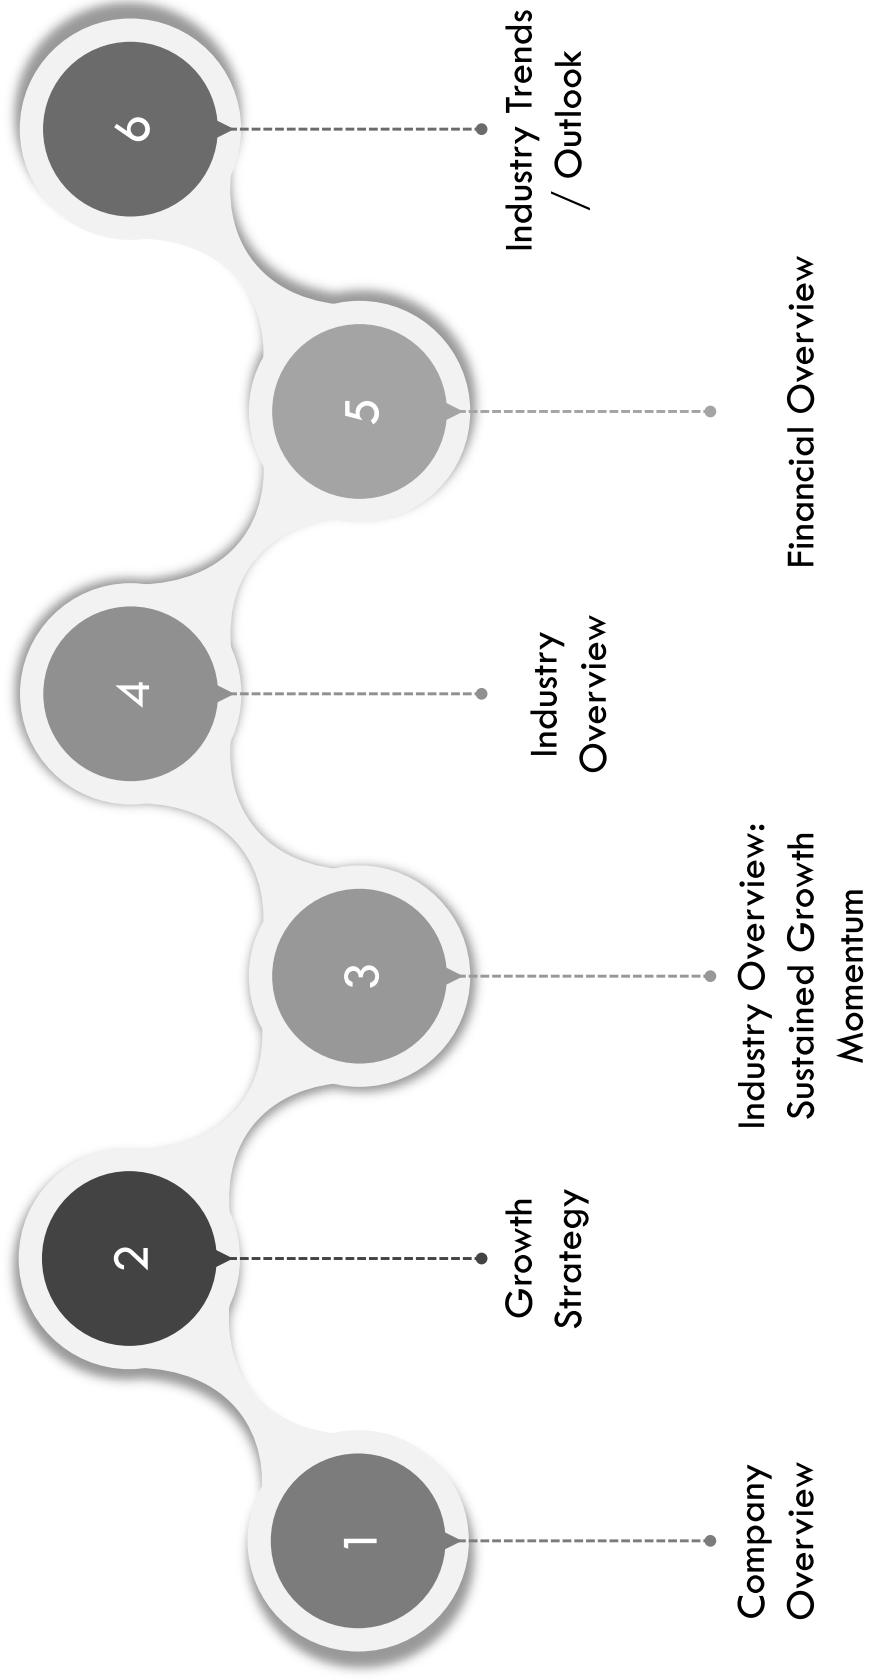 1
Company
Overview
2
Growth
Strategy
3
Industry Overview:
Sustained Growth
Momentum
4
Industry
Overview
5
Financial Overview
6
Industry Trends
/ Outlook